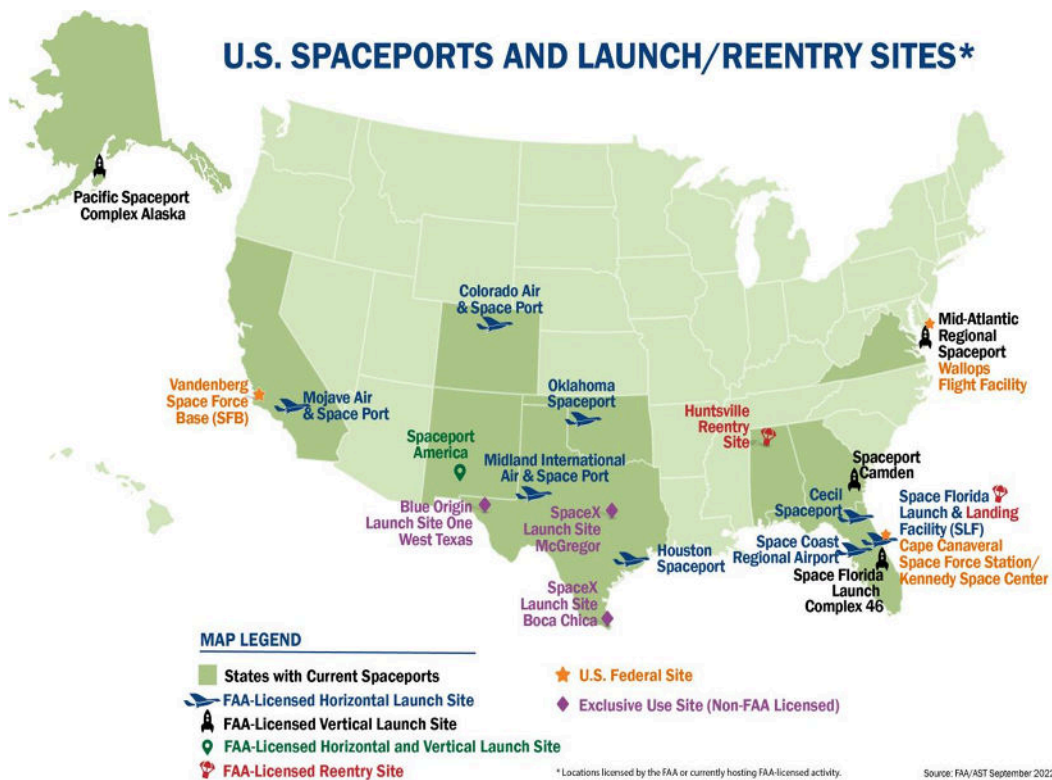 U.S. SPACEPORTS AND LAUNCH/REENTRY SITES*
Pacific Spaceport
Complex Alaska
Colorado Air
& Space Port
Mid-Atlantic
Regional
Spaceport
Wallops
Flight Facility
Vandenberg
Space Force
Base (SFB)
Mojave Air
& Space Port
Oklahoma
Spaceport
Huntsville
Reentry
Site
Spaceport
America
Midland International
Air & Space Port
Spaceport
Camden
Blue Origin
Launch Site One
West Texas
SpaceX
Launch Site
McGregor
Cecil
Spaceport
Space Florida
Launch & Landing
Facility (SLF)
Cape Canaveral
Space Force Station/
Kennedy Space Center
Houston
Spaceport
Space Coast
Regional Airport
Space Florida
Launch
Complex 46
SpaceX
Launch Site
Boca Chica
MAP LEGEND
States with Current Spaceports
FAA-Licensed Horizontal Launch Site
FAA-Licensed Vertical Launch Site
FAA-Licensed Horizontal and Vertical Launch Site
FAA-Licensed Reentry Site
U.S. Federal Site
Exclusive Use Site (Non-FAA Licensed)
* Locations licensed by the FAA or currently hosting FAA-licensed activity.
Source: FAA/AST September 2022